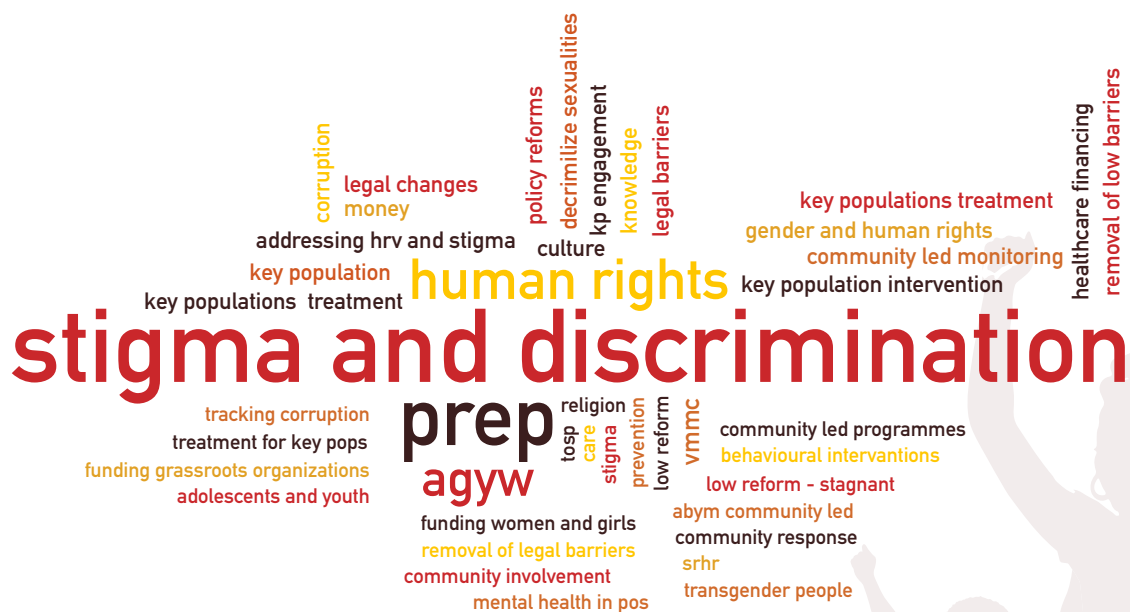 corruption
legal changes
money
addressing hrv and stigma
key population
key populations treatment
policy reforms
decrimilize sexualities
kp engagement
knowledge
legal barriers
culture
human rights
key populations treatment
gender and human rights
community led monitoring
key population intervention
healthcare financing
removal of low barriers
stigma and discrimination
tracking corruption
treatment for key pops
funding grassroots organizations
adolescents and youth
prep
agyw
religion
tosp
care
stigma
prevention
low reform
vmmc
community led programmes
behavioural intervantions
low reform - stagnant
abym community led
community response
srhr
transgender people
funding women and girls
removal of legal barriers
community involvement
mental health in pos